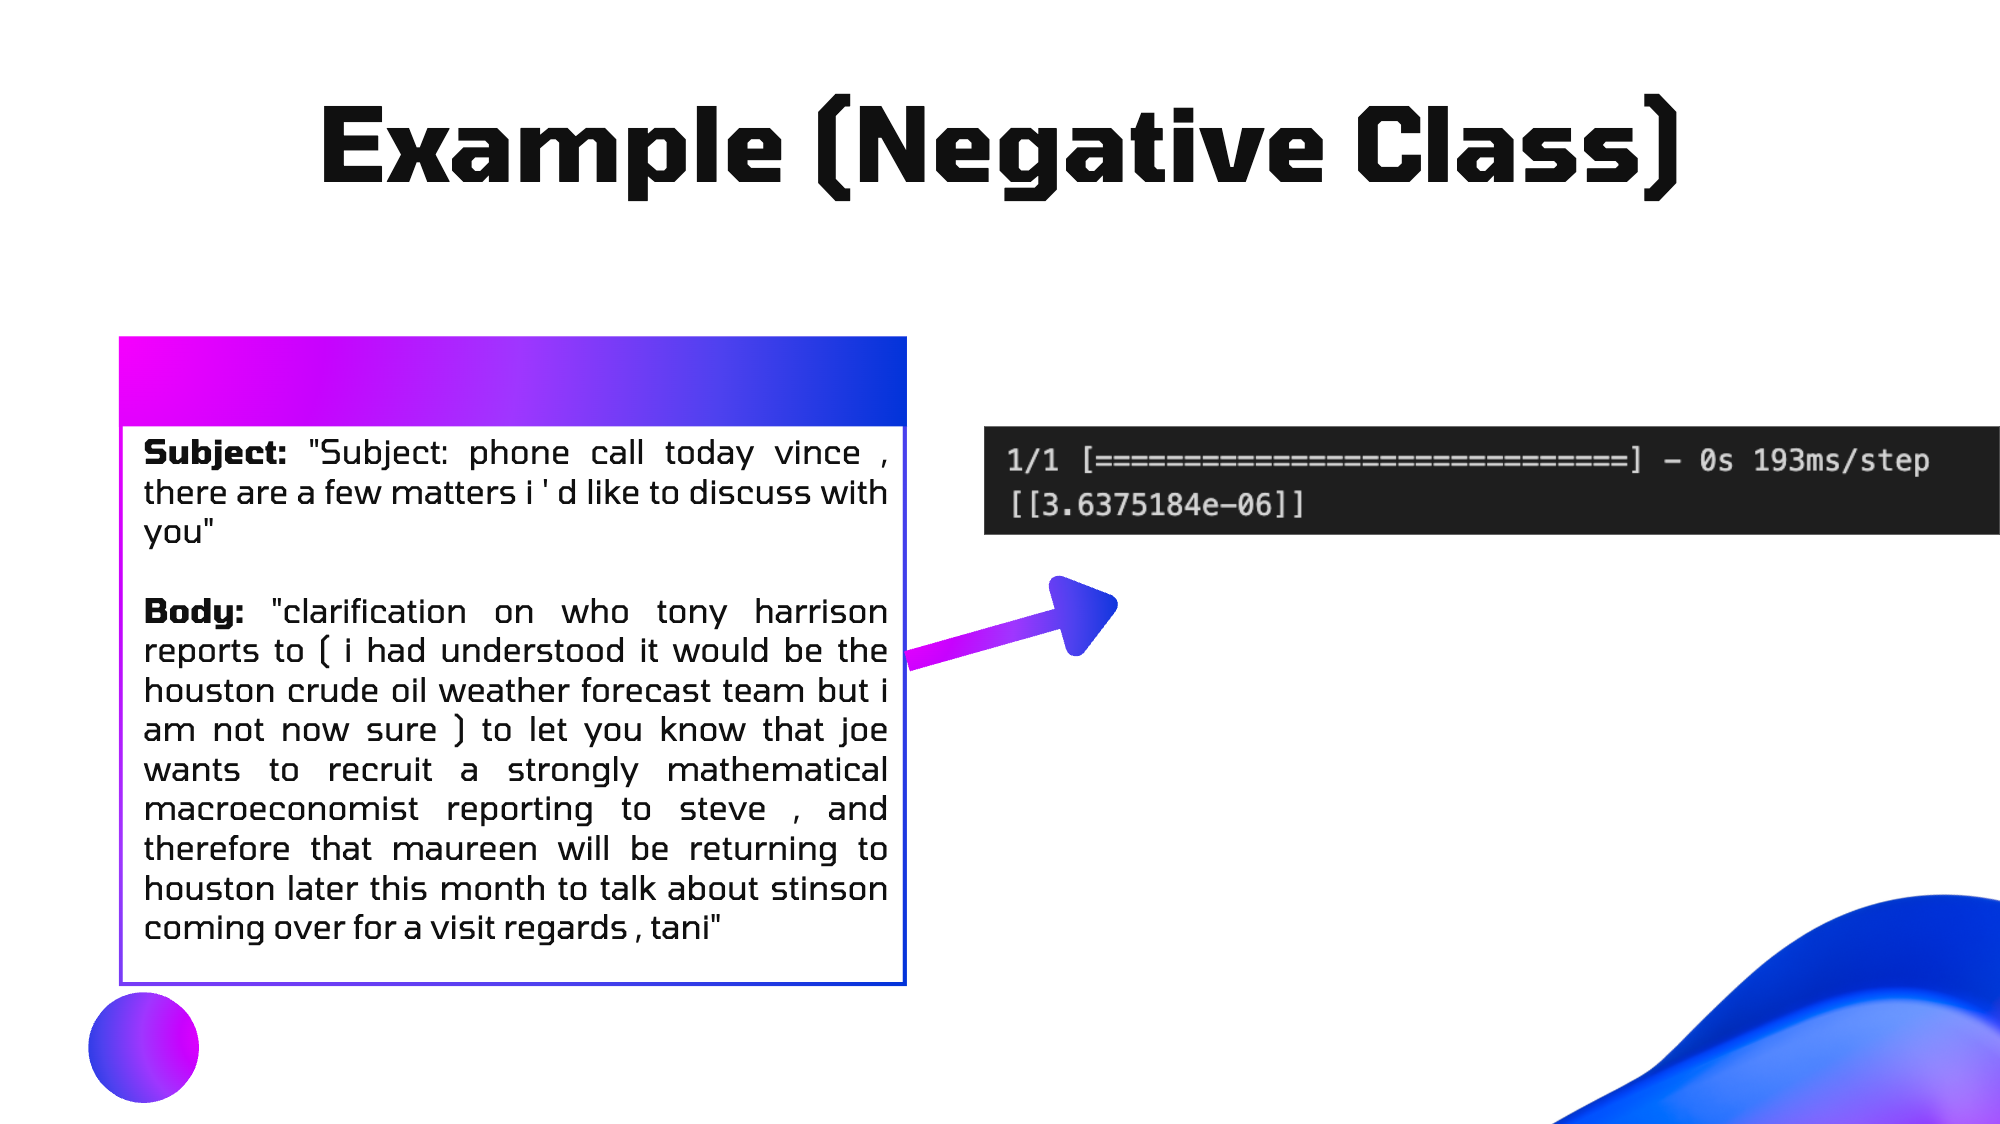 Example (Negative Class)
Subject: "Subject: phone call today vince ,
there are a few matters i ' d like to discuss with
you"
Body: "clarification on who tony harrison
reports to ( i had understood it would be the
houston crude oil weather forecast team but i
am not now sure ) to let you know that joe
wants to recruit a strongly mathematical
macroeconomist reporting to steve , and
therefore that maureen will be returning to
houston later this month to talk about stinson
coming over for a visit regards , tani"
1/1 [==============================] - 0s 193ms/step
[[3.6375184e-06]]